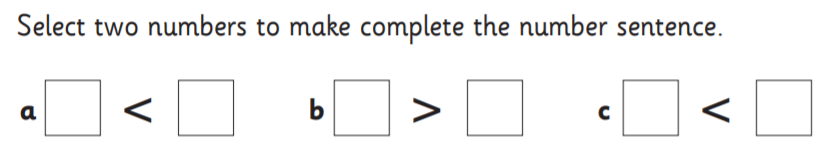 Select two numbers to make complete the number sentence.
a < b > c <